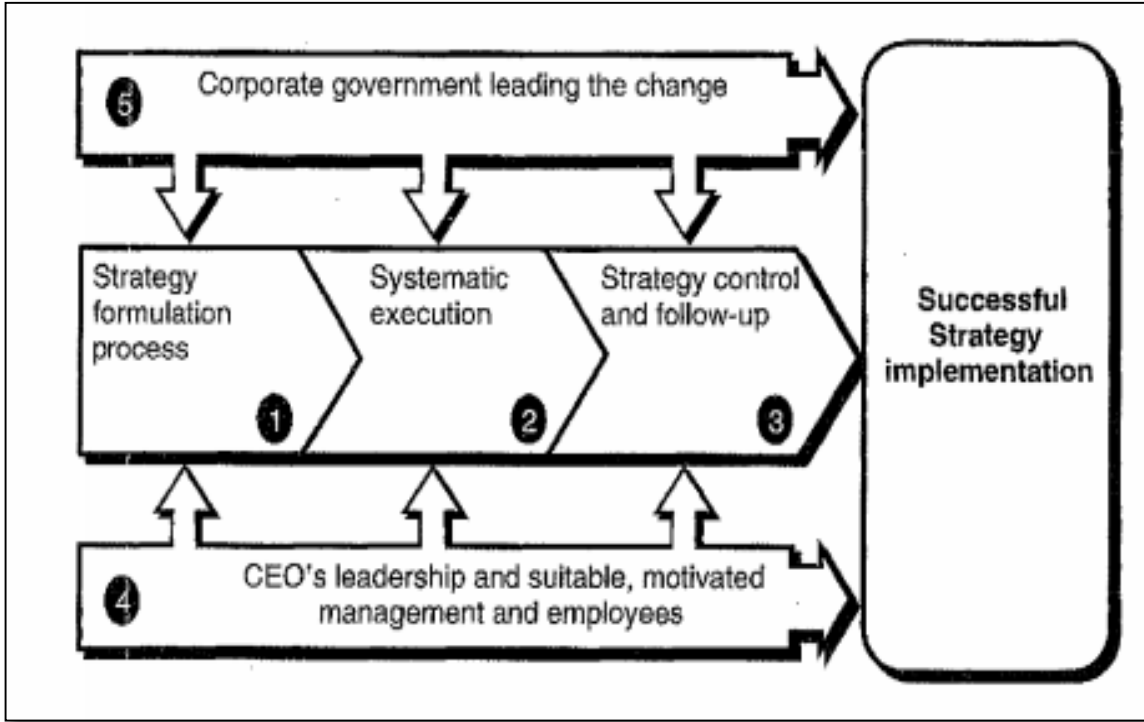 5
Corporate government leading the change
Strategy
formulation
process
1
Systematic
execution
2
Strategy control
and follow-up
3
Successful
Strategy
implementation
4
CEO's leadership and suitable, motivated
management and employees